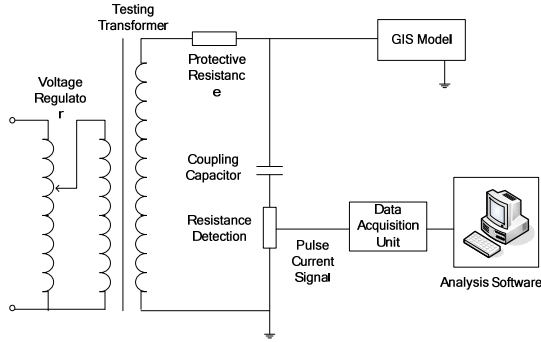 Testing
Transformer
GIS Model
Protective
Resistanc
e
Voltage
Regulato
r
Coupling
Capacitor
Resistance
Detection
Data
Acquisition
Unit
Pulse
Current
Signal
Analysis Software